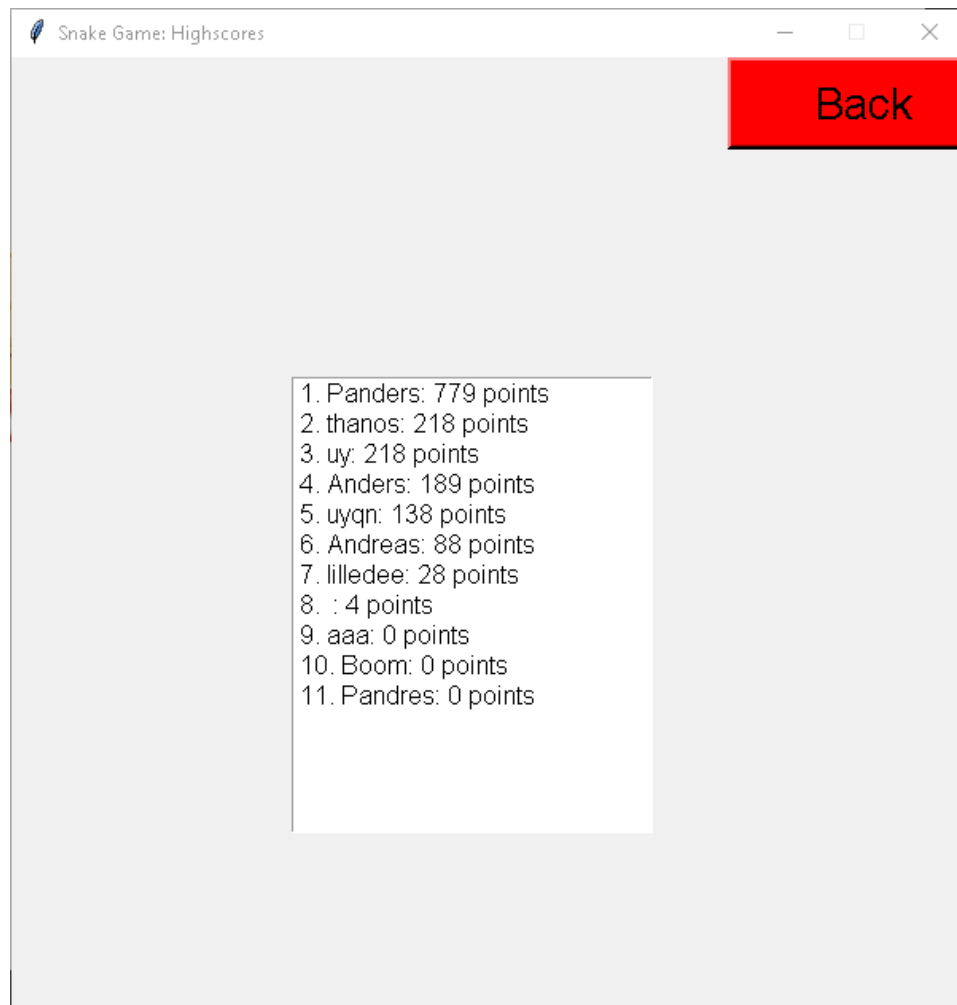 Snake Game: Highscores
Back
1. Panders: 779 points
2. thanos: 218 points
3. uy: 218 points
4. Anders: 189 points
5. uyqn: 138 points
6. Andreas: 88 points
7. lilledee: 28 points
8.  : 4 points
9. aaa: 0 points
10. Boom: 0 points
11. Pandres: 0 points